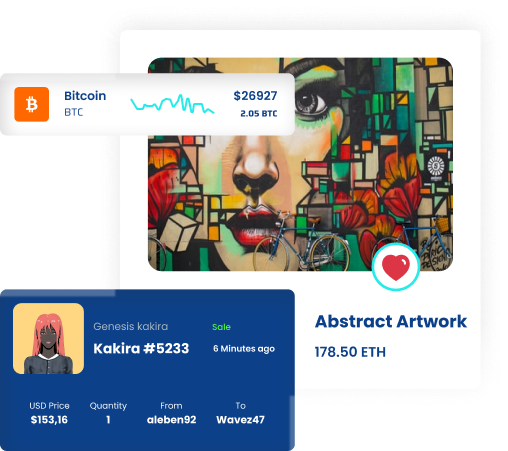 Bitcoin
BTC
$26927
2.05 BTC
Abstract Artwork
178.50 ETH
Genesis kakira
Sale
Kakira #5233
6 Minutes ago
USD Price
Quantity
From
To
$153,16
1
aleben92
Wavez47